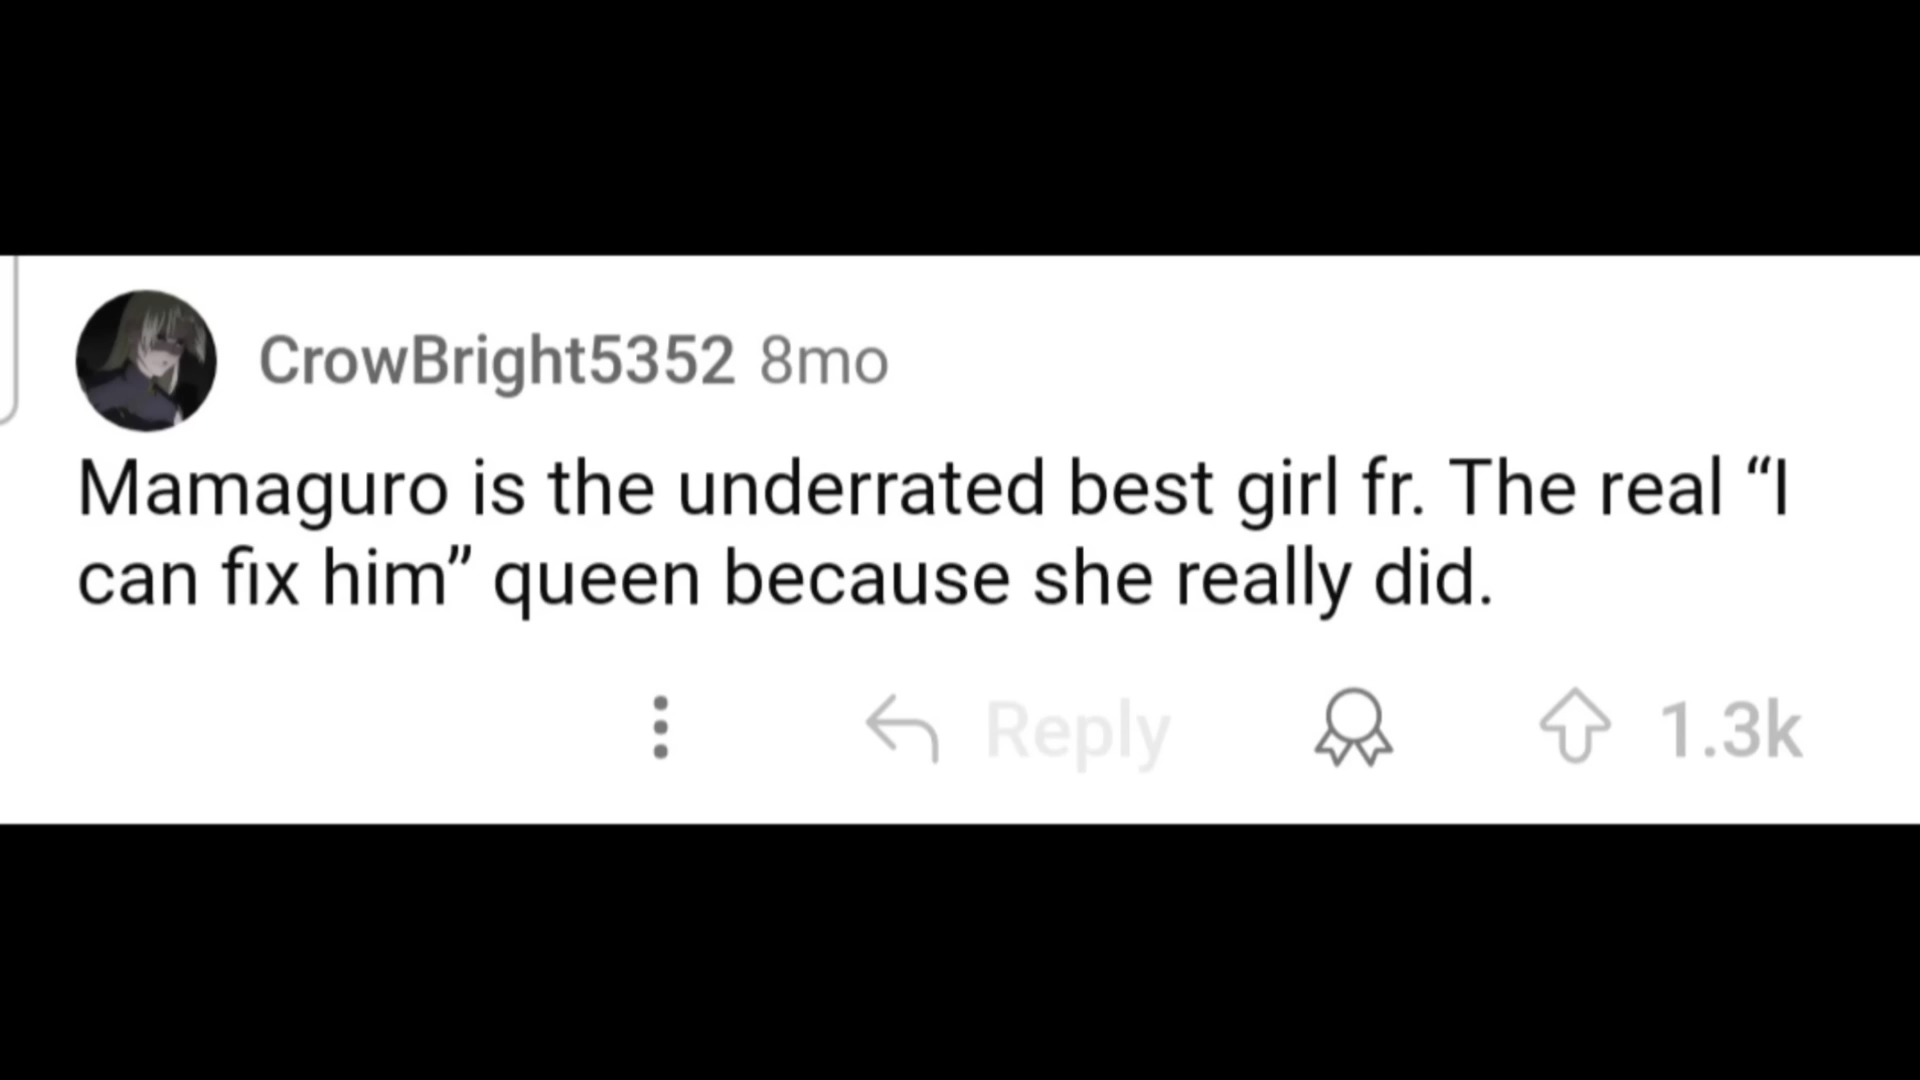 CrowBright5352 8mo
Mamaguro is the underrated best girl fr. The real “I
can fix him” queen because she really did.
Reply 1.3k